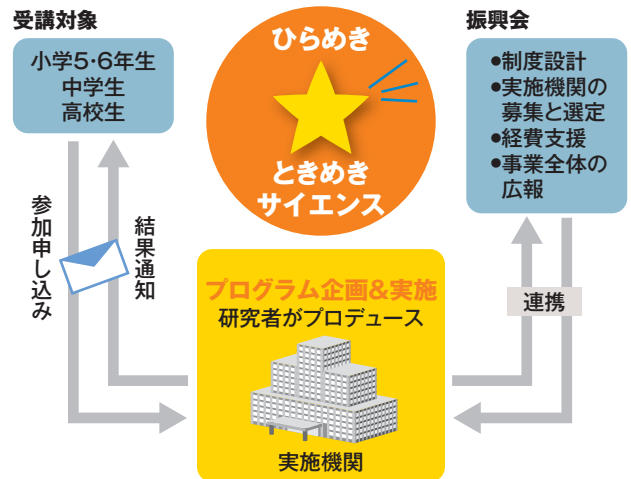 受講対象
小学5・6年生
中学生
高校生
ひらめき
ときめき
サイエンス
振興会
●制度設計
●実施機関の
募集と選定
●経費支援
●事業全体の
広報
参加申し込み
結果通知
プログラム企画&実施
研究者がプロデュース
実施機関
連携